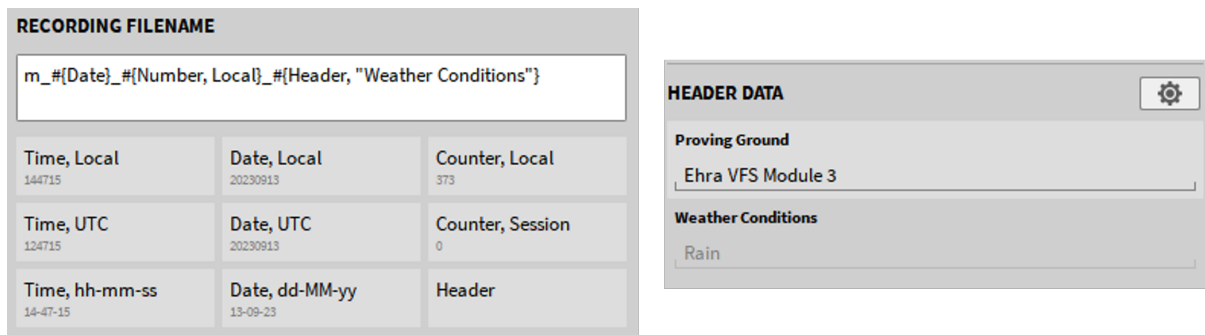 RECORDING FILENAME
m_#{Date}_#{Number, Local}_#{Header, "Weather Conditions"}
Time, Local
144715
Date, Local
20230913
Counter, Local
373
Time, UTC
124715
Date, UTC
20230913
Counter, Session
0
Time, hh-mm-ss
14-47-15
Date, dd-MM-yy
13-09-23
Header
HEADER DATA
Proving Ground
Ehra VFS Module 3
Weather Conditions
Rain